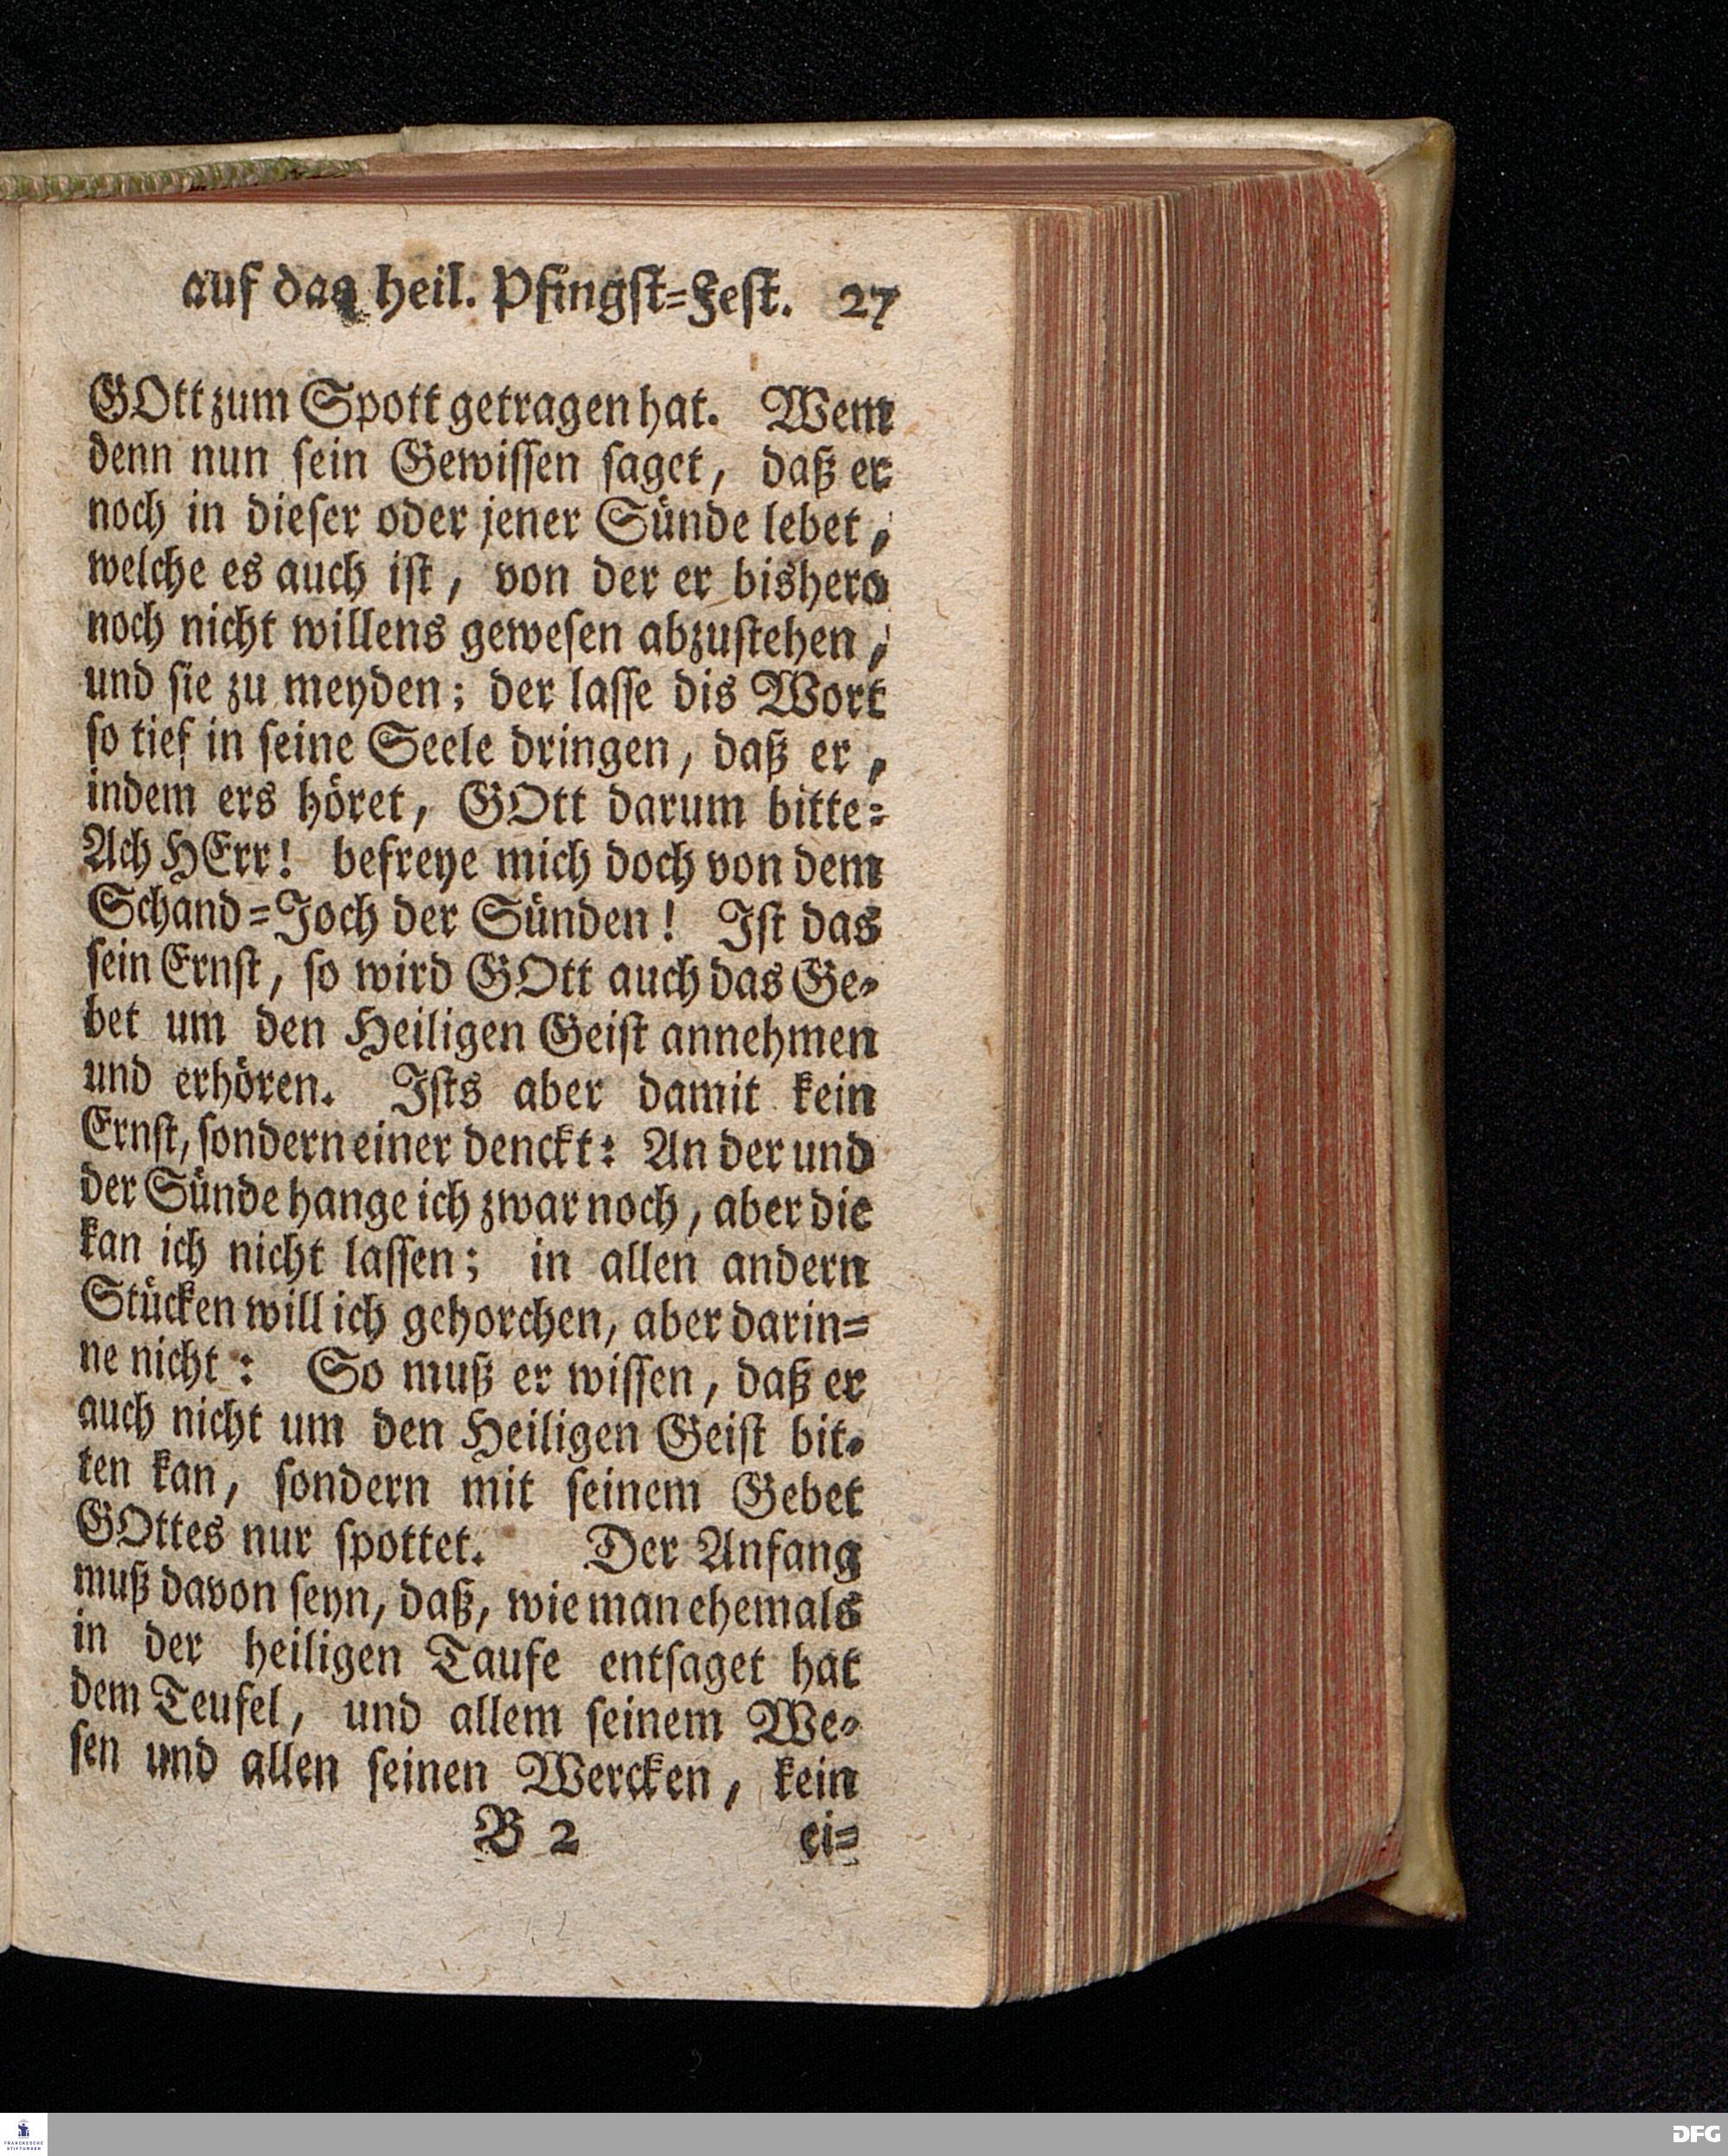 auf das heil. Pfingst=Fest. 27
GOtt zum Spott getragen hat. Wem
denn nun sein Gewissen saget, daß er
noch in dieser oder jener Sünde lebet,
welche es auch ist, von der er bishero
noch nicht willens gewesen abzustehen,
und sie zu meyden; der lasse dis Wort
so tief in seine Seele dringen, daß er,
indem ers höret, GOtt darum bitte:
Ach HErr! befreye mich doch von dem
Schand=Joch der Sünden! Ist das
sein Ernst, so wird GOtt auch das Ge=
bet um den Heiligen Geist annehmen
und erhören. Ists aber damit kein
Ernst, sondern einer denckt: An der und
der Sünde hange ich zwar noch, aber die
kan ich nicht lassen; in allen andern
Stücken will ich gehorchen, aber darin=
ne nicht: So muß er wissen, daß er
auch nicht um den Heiligen Geist bit=
ten kan, sondern mit seinem Gebet
GOttes nur spottet. Der Anfang
muß davon seyn, daß, wie man ehemals
in der heiligen Taufe entsaget hat
dem Teufel, und allem seinem We=
sen und allen seinen Wercken, kein
B 2 ei=
FRANCKESCHE
STIFTUNGEN
DFG